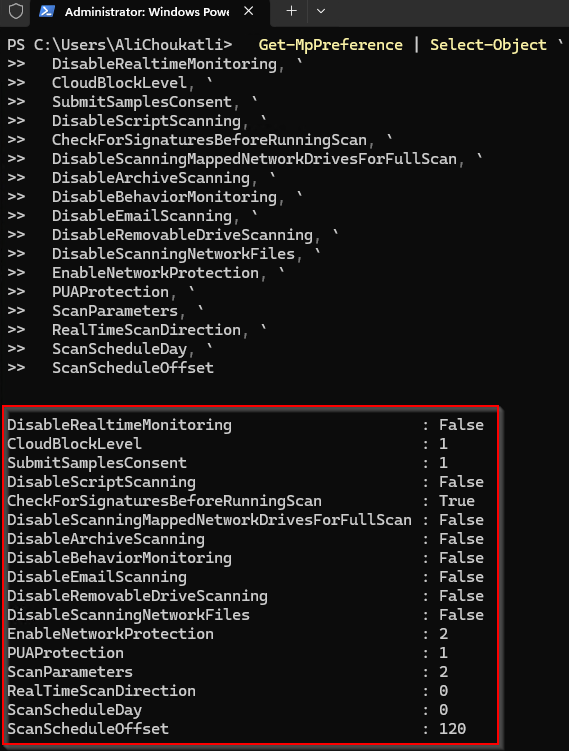 Administrator: Windows Powe
PS C:\Users\AliChoukatli>   Get-MpPreference | Select-Object `
>>   DisableRealtimeMonitoring, `
>>   CloudBlockLevel, `
>>   SubmitSamplesConsent, `
>>   DisableScriptScanning, `
>>   CheckForSignaturesBeforeRunningScan, `
>>   DisableScanningMappedNetworkDrivesForFullScan, `
>>   DisableArchiveScanning, `
>>   DisableBehaviorMonitoring, `
>>   DisableEmailScanning, `
>>   DisableRemovableDriveScanning, `
>>   DisableScanningNetworkFiles, `
>>   EnableNetworkProtection, `
>>   PUAProtection, `
>>   ScanParameters, `
>>   RealTimeScanDirection, `
>>   ScanScheduleDay, `
>>   ScanScheduleOffset
DisableRealtimeMonitoring                     : False
CloudBlockLevel                               : 1
SubmitSamplesConsent                          : 1
DisableScriptScanning                         : False
CheckForSignaturesBeforeRunningScan           : True
DisableScanningMappedNetworkDrivesForFullScan : False
DisableArchiveScanning                        : False
DisableBehaviorMonitoring                     : False
DisableEmailScanning                          : False
DisableRemovableDriveScanning                 : False
DisableScanningNetworkFiles                   : False
EnableNetworkProtection                       : 2
PUAProtection                                 : 1
ScanParameters                                : 2
RealTimeScanDirection                         : 0
ScanScheduleDay                               : 0
ScanScheduleOffset                            : 120